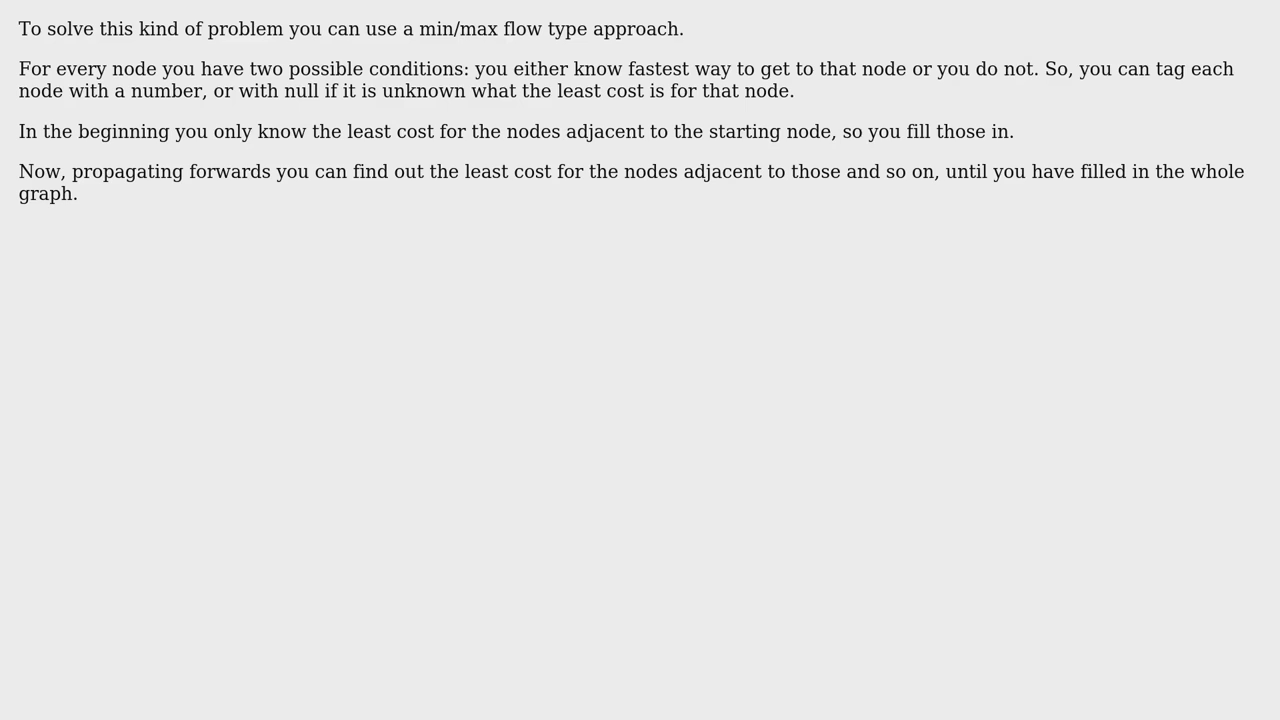 To solve this kind of problem you can use a min/max flow type approach.
For every node you have two possible conditions: you either know fastest way to get to that node or you do not. So, you can tag each
node with a number, or with null if it is unknown what the least cost is for that node.
In the beginning you only know the least cost for the nodes adjacent to the starting node, so you fill those in.
Now, propagating forwards you can find out the least cost for the nodes adjacent to those and so on, until you have filled in the whole
graph.